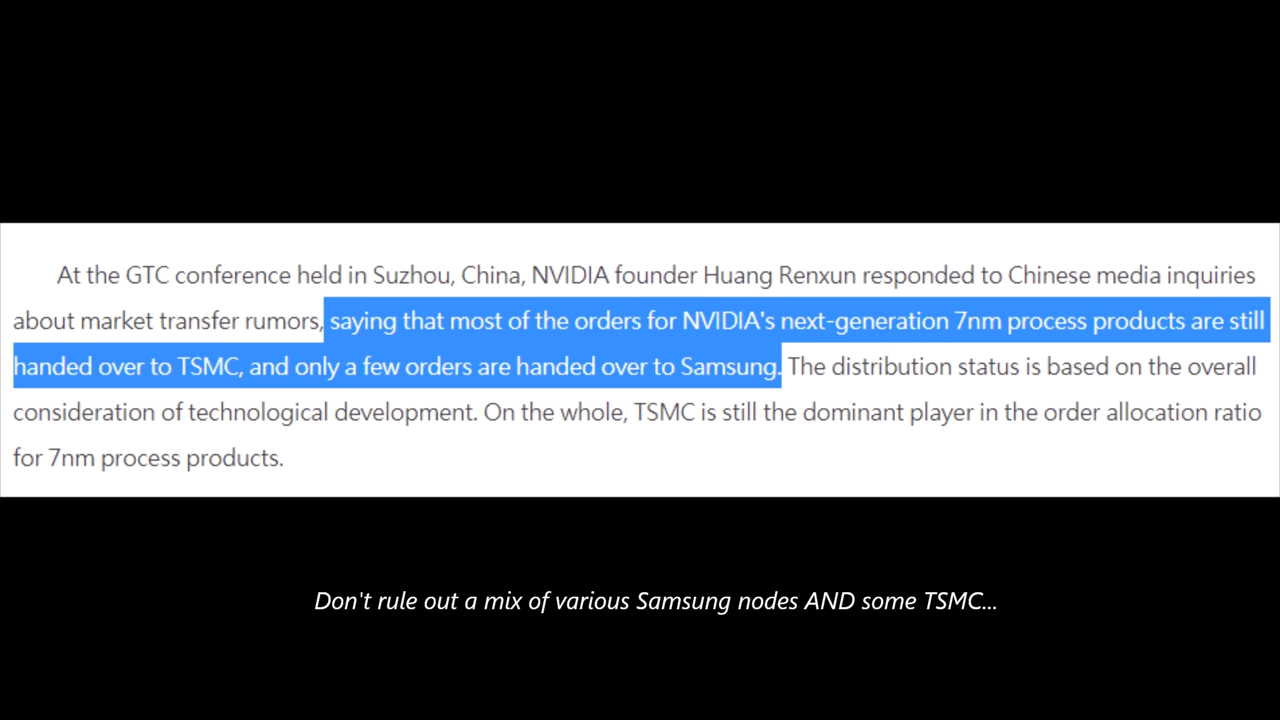 At the GTC conference held in Suzhou, China, NVIDIA founder Huang Renxun responded to Chinese media inquiries
about market transfer rumors, saying that most of the orders for NVIDIA's next-generation 7nm process products are still
handed over to TSMC, and only a few orders are handed over to Samsung. The distribution status is based on the overall
consideration of technological development. On the whole, TSMC is still the dominant player in the order allocation ratio
for 7nm process products.
Don't rule out a mix of various Samsung nodes AND some TSMC...